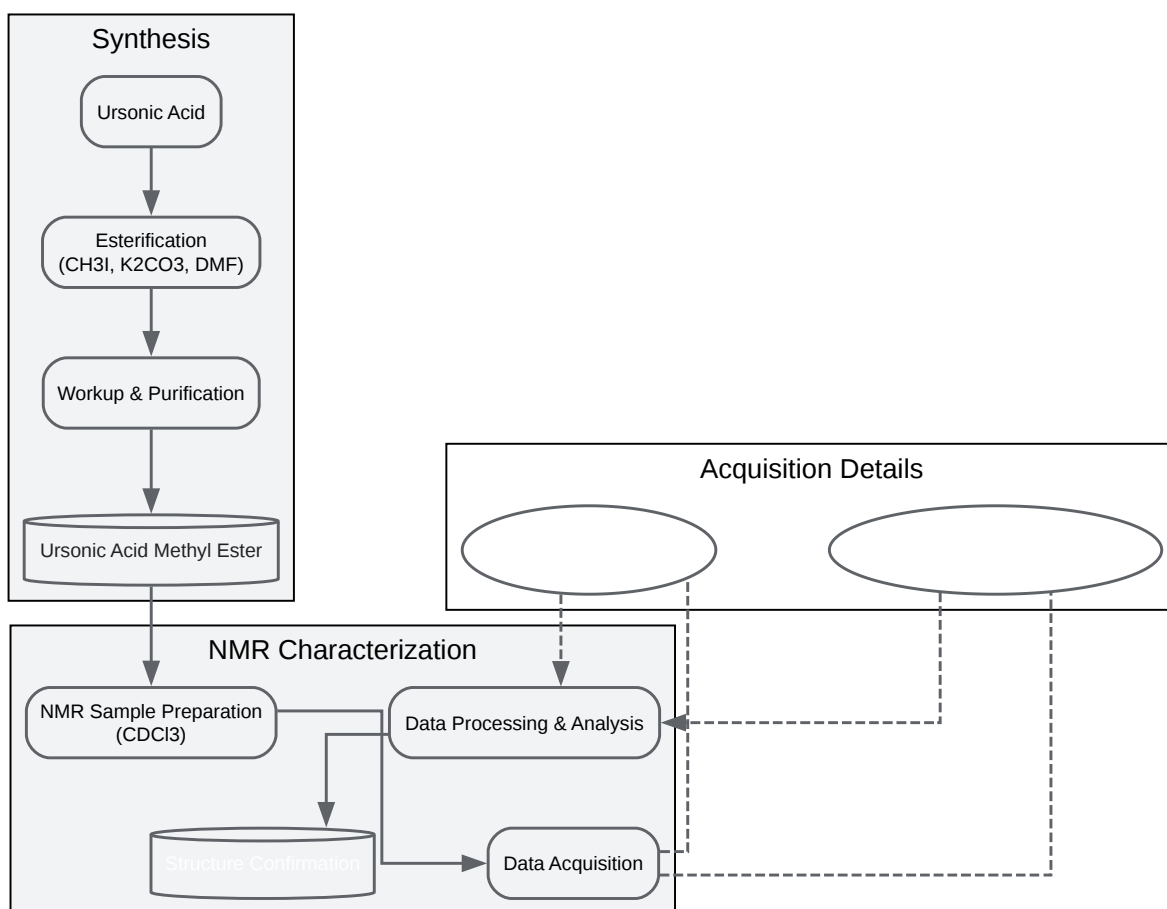 Synthesis
Ursonic Acid
Esterification
(CH3I, K2CO3, DMF)
Workup & Purification
Ursonic Acid Methyl Ester
Acquisition Details
NMR Characterization
NMR Sample Preparation
(CDCl3)
Data Processing & Analysis
Structure Confirmation
Data Acquisition